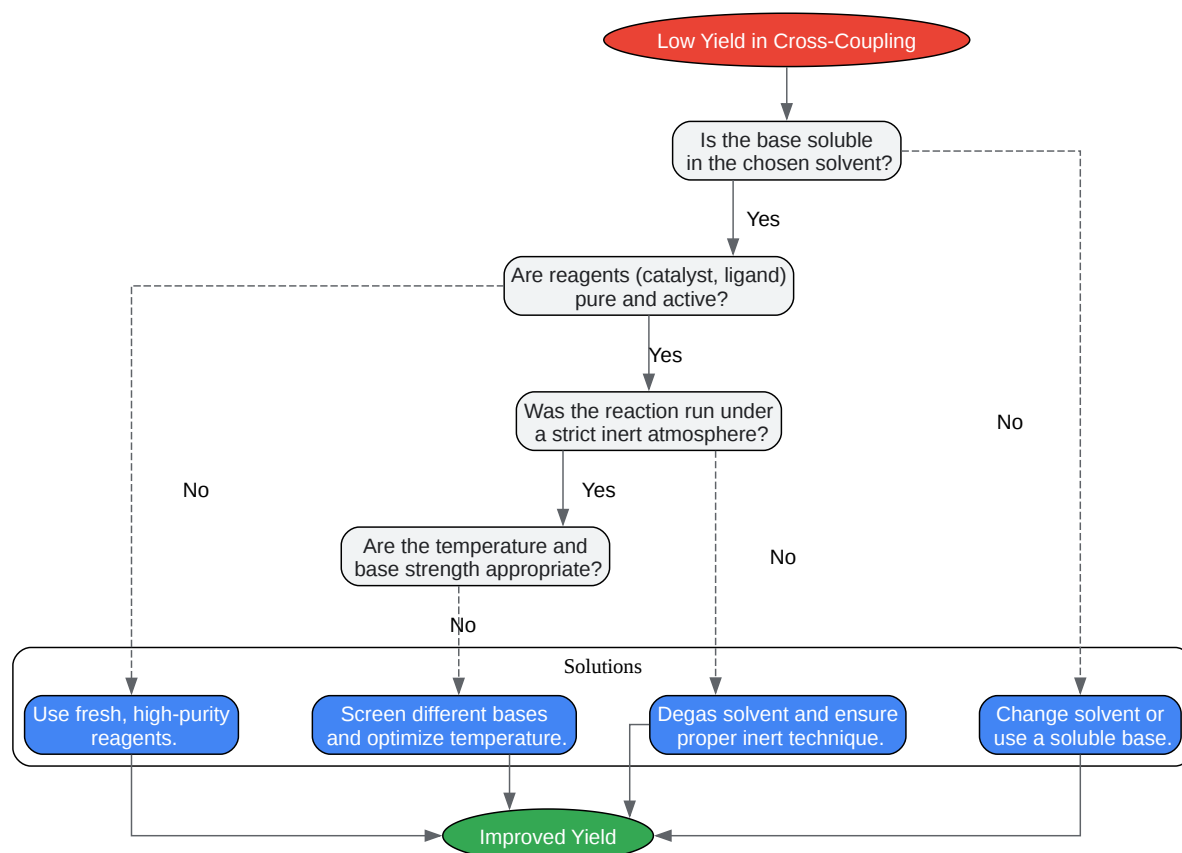 Low Yield in Cross-Coupling
Is the base soluble
in the chosen solvent?
Yes
Are reagents (catalyst, ligand)
pure and active?
Yes
Was the reaction run under
a strict inert atmosphere?
No
No
Yes
Are the temperature and
base strength appropriate?
No
No
Solutions
Use fresh, high-purity
reagents.
Screen different bases
and optimize temperature.
Degas solvent and ensure
proper inert technique.
Change solvent or
use a soluble base.
Improved Yield